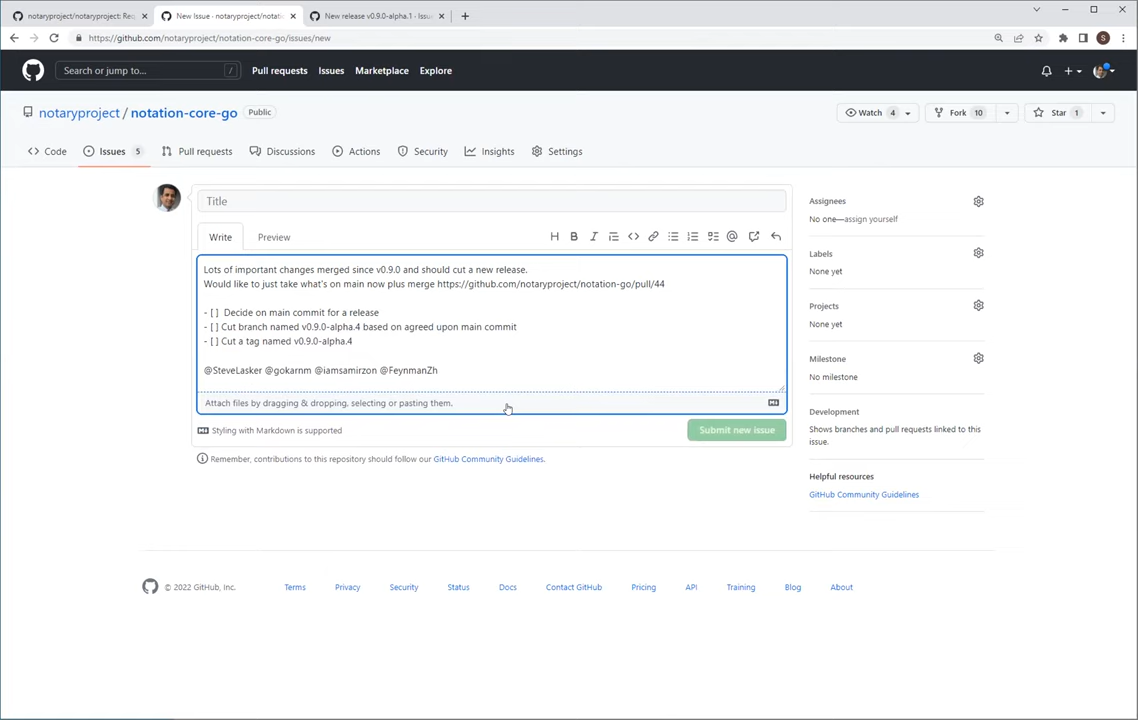 notaryproject/notaryproject: Req
New Issue · notaryproject/notatio
New release v0.9.0-alpha.1 · Issu
https://github.com/notaryproject/notation-core-go/issues/new
S
Search or jump to...
/
Pull requests
Issues
Marketplace
Explore
notaryproject / notation-core-go
Public
Watch 4
Fork 10
Star 1
Code
Issues 5
Pull requests
Discussions
Actions
Security
Insights
Settings
Title
Write
Preview
Lots of important changes merged since v0.9.0 and should cut a new release.
Would like to just take what's on main now plus merge https://github.com/notaryproject/notation-go/pull/44
- [ ]  Decide on main commit for a release
- [ ] Cut branch named v0.9.0-alpha.4 based on agreed upon main commit
- [ ] Cut a tag named v0.9.0-alpha.4
@SteveLasker @gokarnm @iamsamirzon @FeynmanZh
Attach files by dragging & dropping, selecting or pasting them.
Styling with Markdown is supported
Submit new issue
Remember, contributions to this repository should follow our GitHub Community Guidelines.
Assignees
No one—assign yourself
Labels
None yet
Projects
None yet
Milestone
No milestone
Development
Shows branches and pull requests linked to this
issue.
Helpful resources
GitHub Community Guidelines
© 2022 GitHub, Inc.
Terms
Privacy
Security
Status
Docs
Contact GitHub
Pricing
API
Training
Blog
About